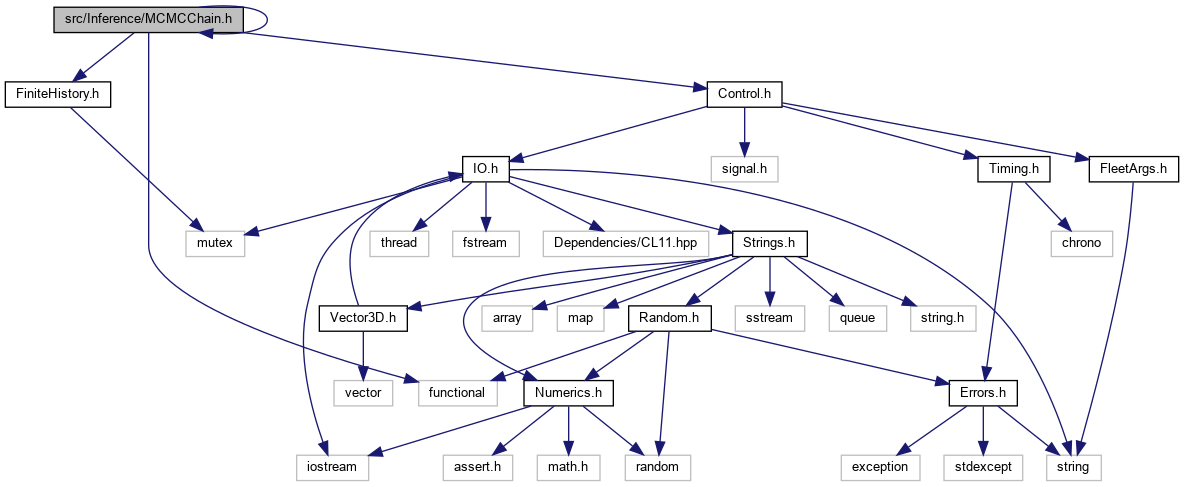 src/Inference/MCMCChain.h
FiniteHistory.h
Control.h
IO.h
signal.h
Timing.h
FleetArgs.h
mutex
thread
fstream
Dependencies/CL11.hpp
Strings.h
chrono
Vector3D.h
array
map
Random.h
sstream
queue
string.h
vector
functional
Numerics.h
Errors.h
iostream
assert.h
math.h
random
exception
stdexcept
string